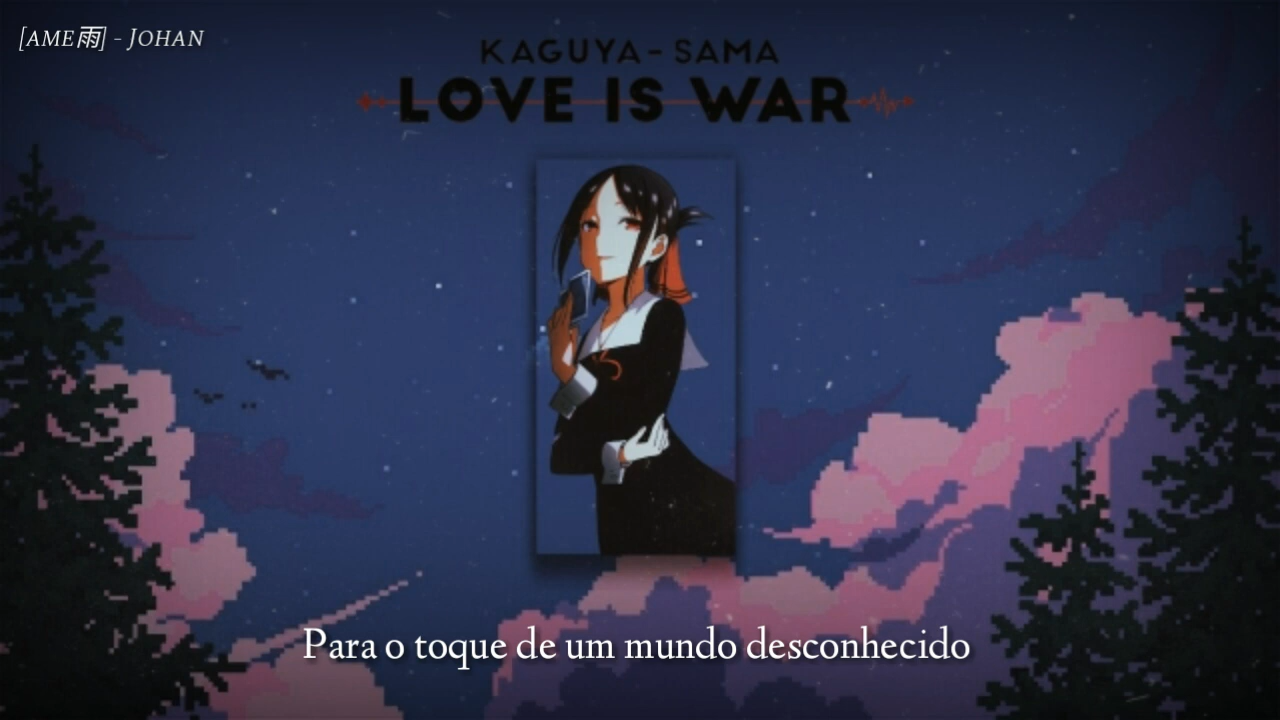 [AME雨] - JOHAN
KAGUYA-SAMA
LOVE IS WAR
Para o toque de um mundo desconhecido